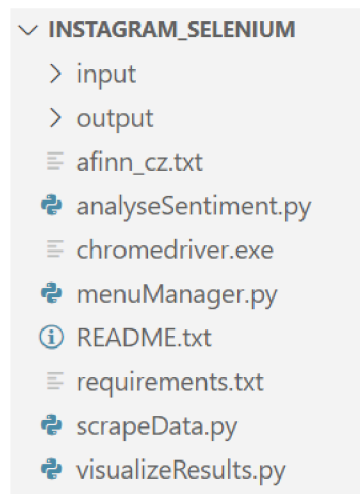 INSTAGRAM_SELENIUM
input
output
afinn_cz.txt
analyseSentiment.py
chromedriver.exe
menuManager.py
README.txt
requirements.txt
scrapeData.py
visualizeResults.py